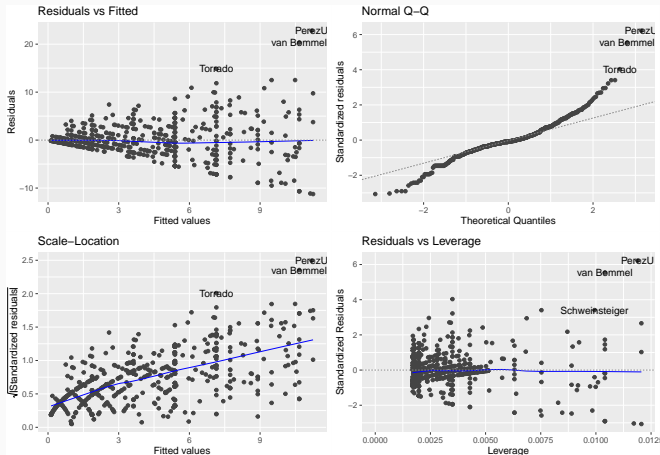 Residuals vs Fitted
PerezU
van Bommel
Torrado
20
10
0
−10
Residuals
0
3
6
9
Fitted values
Normal Q−Q
PerezU
van Bommel
Torrado
6
4
2
0
−2
Standardized residuals
−2
0
2
Theoretical Quantiles
Scale−Location
PerezU
van Bommel
Torrado
2.5
2.0
1.5
1.0
0.5
0.0
√|Standardized residuals|
0
3
6
9
Fitted values
Residuals vs Leverage
PerezU
van Bommel
Schweinsteiger
6
4
2
0
−2
Standardized Residuals
0.0000
0.0025
0.0050
0.0075
0.0100
0.0125
Leverage